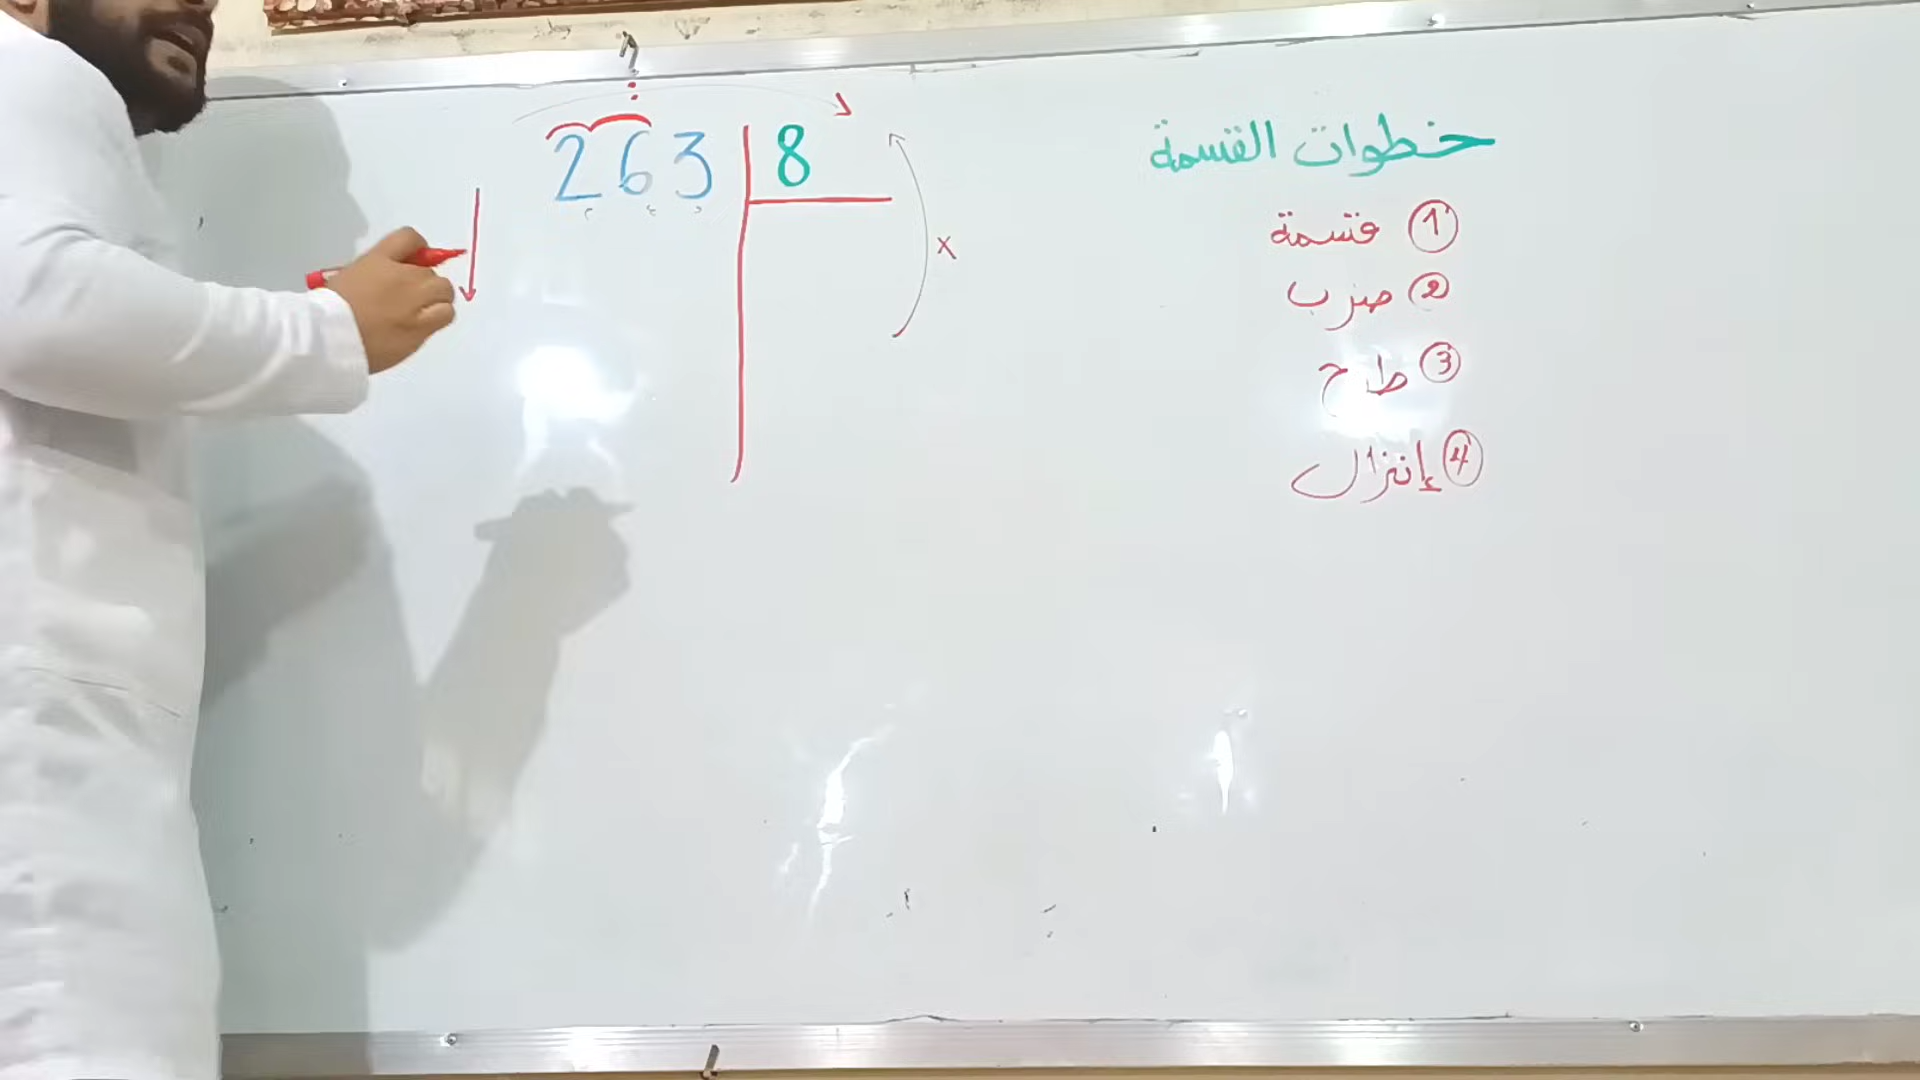 263 8
×
خطوات القسمة
① قسمة
② ضرب
③ طرح
④ إنزال